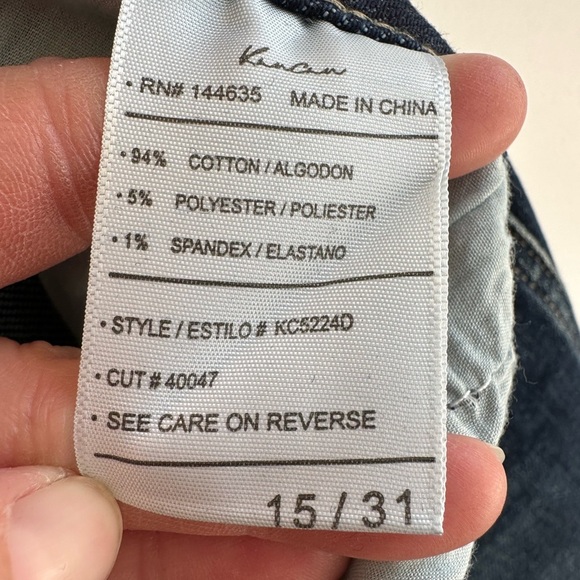 Kancan
• RN# 144635 MADE IN CHINA
• 94% COTTON / ALGODON
• 5% POLYESTER / POLIESTER
• 1% SPANDEX / ELASTANO
• STYLE / ESTILO # KC5224D
• CUT # 40047
• SEE CARE ON REVERSE
15 / 31